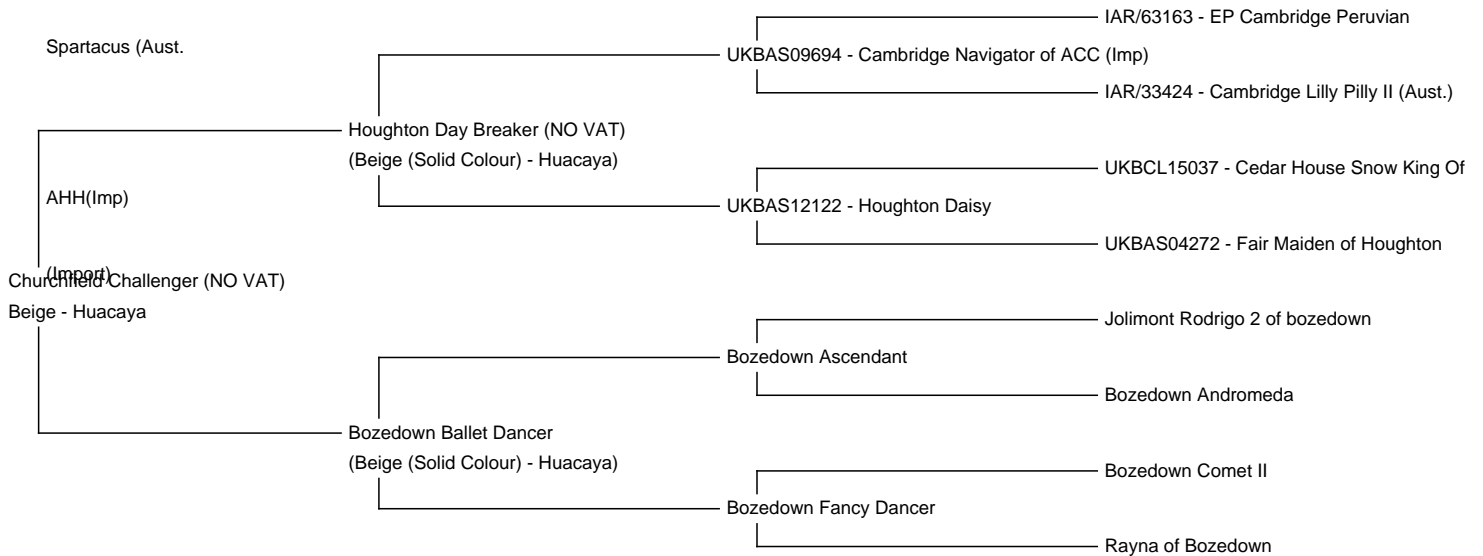 IAR/63163 - EP Cambridge Peruvian
Spartacus (Aust.
UKBAS09694 - Cambridge Navigator of ACC (Imp)
IAR/33424 - Cambridge Lilly Pilly II (Aust.)
Houghton Day Breaker (NO VAT)
(Beige (Solid Colour) - Huacaya)
UKBCL15037 - Cedar House Snow King Of
AHH(Imp)
UKBAS12122 - Houghton Daisy
UKBAS04272 - Fair Maiden of Houghton
(Import)
Churchfield Challenger (NO VAT)
Beige - Huacaya
Jolimont Rodrigo 2 of bozedown
Bozedown Ascendant
Bozedown Andromeda
Bozedown Ballet Dancer
(Beige (Solid Colour) - Huacaya)
Bozedown Comet II
Bozedown Fancy Dancer
Rayna of Bozedown